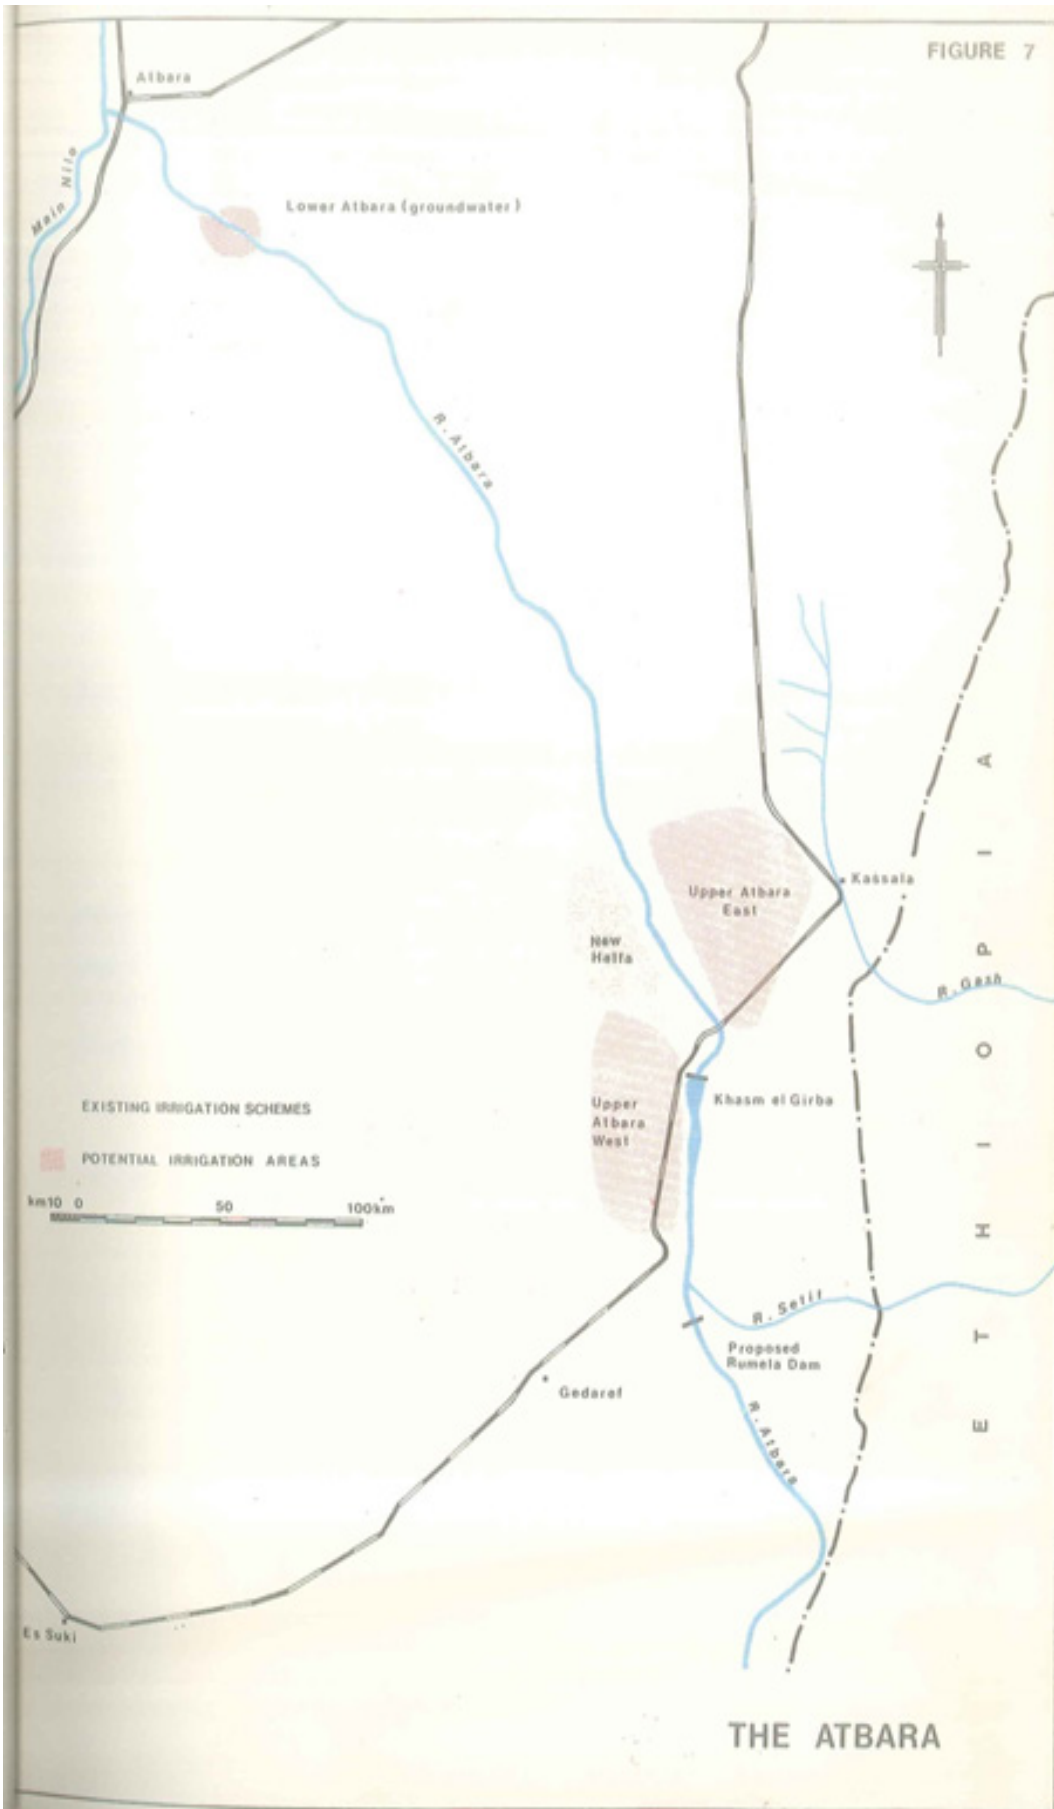 FIGURE 7
Atbara
Main Nile
Lower Atbara (groundwater)
R. Atbara
Kassala
Upper Atbara
East
New
Halfa
R. Gash
ETHIOPIA
Khasm el Girba
Upper
Atbara
West
EXISTING IRRIGATION SCHEMES
POTENTIAL IRRIGATION AREAS
km10 0 50 100km
R. Setit
Proposed
Rumela Dam
Gedaref
R. Atbara
Es Suki
THE ATBARA